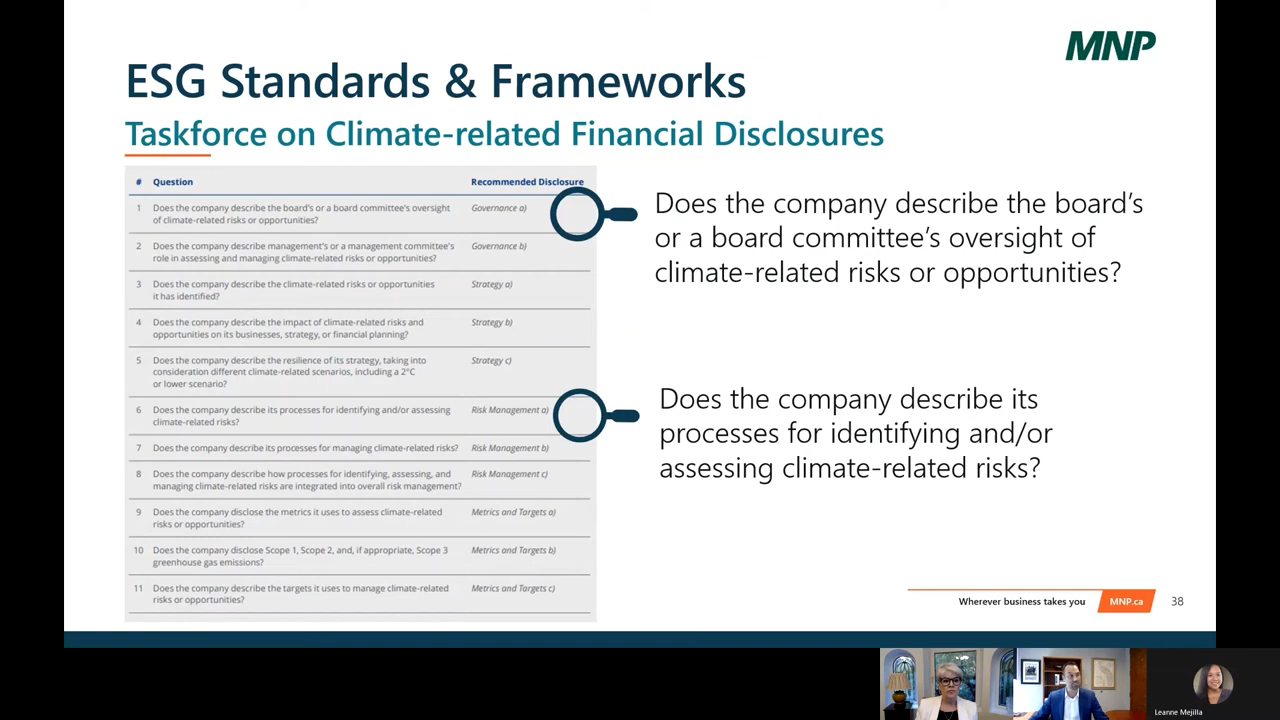 MNP
ESG Standards & Frameworks
Taskforce on Climate-related Financial Disclosures
# Question Recommended Disclosure
1 Does the company describe the board's or a board committee's oversight Governance a)
of climate-related risks or opportunities?
2 Does the company describe management's or a management committee's Governance b)
role in assessing and managing climate-related risks or opportunities?
3 Does the company describe the climate-related risks or opportunities Strategy a)
it has identified?
4 Does the company describe the impact of climate-related risks and Strategy b)
opportunities on its businesses, strategy, or financial planning?
5 Does the company describe the resilience of its strategy, taking into Strategy c)
consideration different climate-related scenarios, including a 2°C
or lower scenario?
6 Does the company describe its processes for identifying and/or assessing Risk Management a)
climate-related risks?
7 Does the company describe its processes for managing climate-related risks? Risk Management b)
8 Does the company describe how processes for identifying, assessing, and Risk Management c)
managing climate-related risks are integrated into overall risk management?
9 Does the company disclose the metrics it uses to assess climate-related Metrics and Targets a)
risks or opportunities?
10 Does the company disclose Scope 1, Scope 2, and, if appropriate, Scope 3 Metrics and Targets b)
greenhouse gas emissions?
11 Does the company describe the targets it uses to manage climate-related Metrics and Targets c)
risks or opportunities?
Does the company describe the board's
or a board committee's oversight of
climate-related risks or opportunities?
Does the company describe its
processes for identifying and/or
assessing climate-related risks?
Wherever business takes you MNP.ca 38
Leanne Mejilla